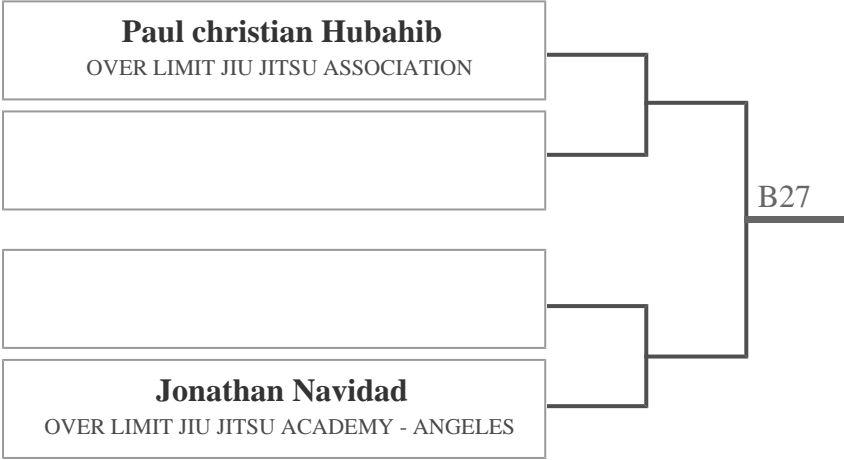 Paul christian Hubahib
OVER LIMIT JIU JITSU ASSOCIATION
B27
Jonathan Navidad
OVER LIMIT JIU JITSU ACADEMY - ANGELES